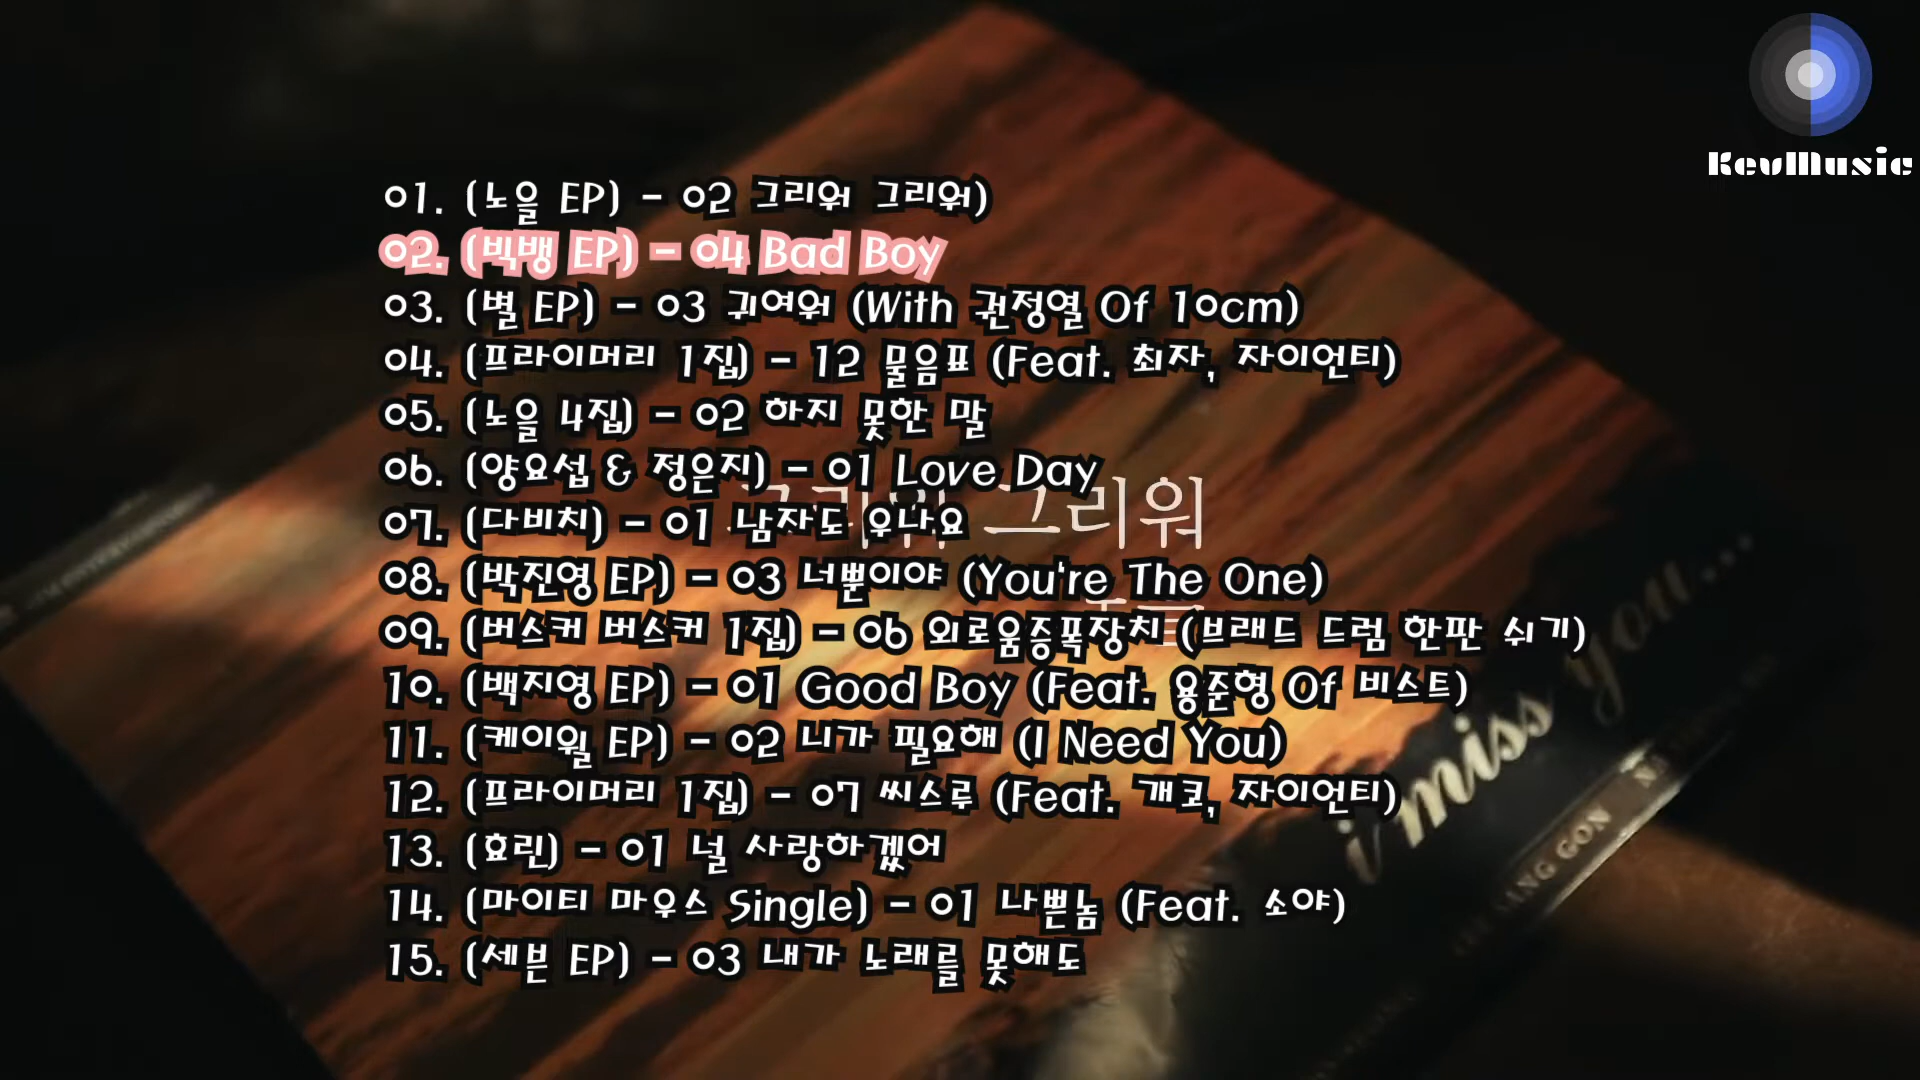 KevMusic
01. (노을 EP) - 02 그리워 그리워)
02. (빅뱅 EP) - 04 Bad Boy
03. (별 EP) - 03 귀여워 (With 권정열 Of 10cm)
04. (프라이머리 1집) - 12 물음표 (Feat. 최자, 자이언티)
05. (노을 4집) - 02 하지 못한 말
06. (양요섭 & 정은지) - 01 Love Day
그리워 그리워
07. (다비치) - 01 남자도 우나요
08. (박진영 EP) - 03 너뿐이야 (You're The One)
09. (버스커 버스커 1집) - 06 외로움증폭장치 (브래드 드럼 한판 쉬기)
10. (백지영 EP) - 01 Good Boy (Feat. 용준형 Of 비스트)
11. (케이윌 EP) - 02 니가 필요해 (I Need You)
12. (프라이머리 1집) - 07 씨스루 (Feat. 개코, 자이언티)
13. (효린) - 01 널 사랑하겠어
14. (마이티 마우스 Single) - 01 나쁜놈 (Feat. 소야)
15. (세븐 EP) - 03 내가 노래를 못해도
i miss you...
ANG GON